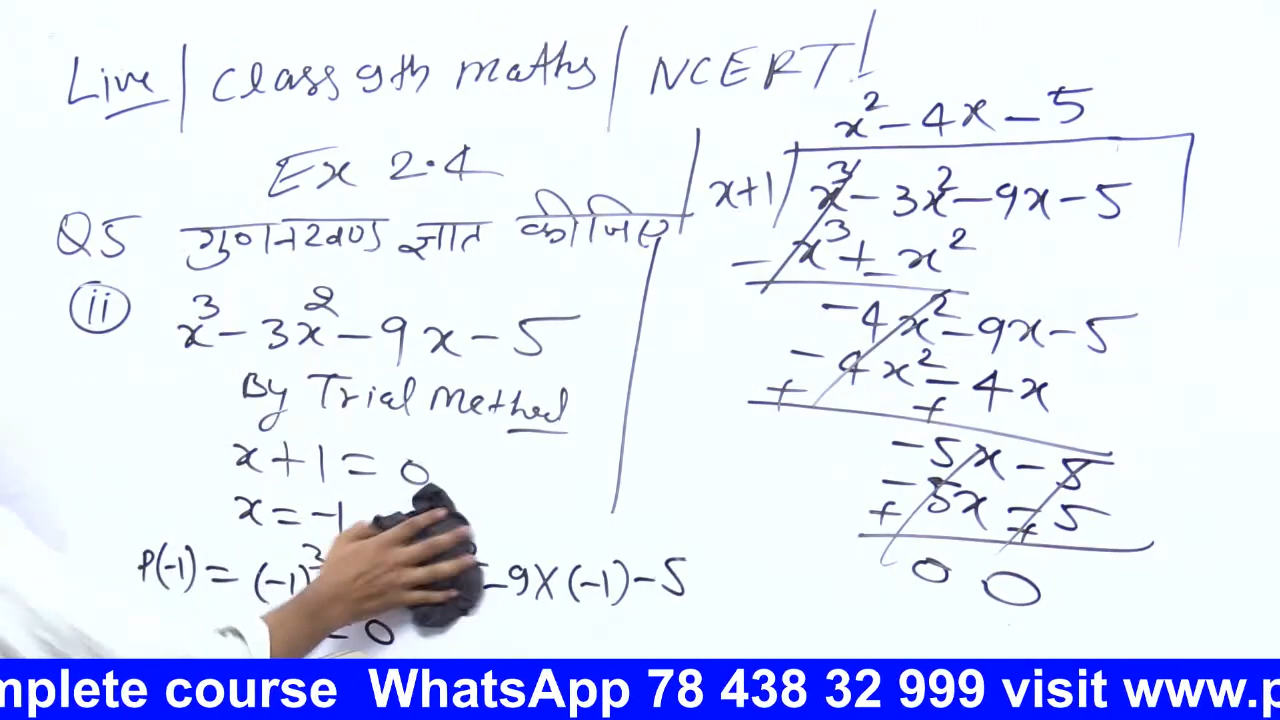 Live / Class 9th maths / NCERT!
Ex 2.4
Q5 गुणनखण्ड ज्ञात कीजिए
(ii) x³ - 3x² - 9x - 5
By Trial Method
x + 1 = 0
x = -1
P(-1) = (-1)³ - 9 X (-1) - 5
= 0
x² - 4x - 5
x+1 x³ - 3x² - 9x - 5
- x³ + - x²
- 4x² - 9x - 5
- 4x² - 4x
+ +
- 5x - 5
- 5x - 5
+ +
0 0
mplete course WhatsApp 78 438 32 999 visit www.p